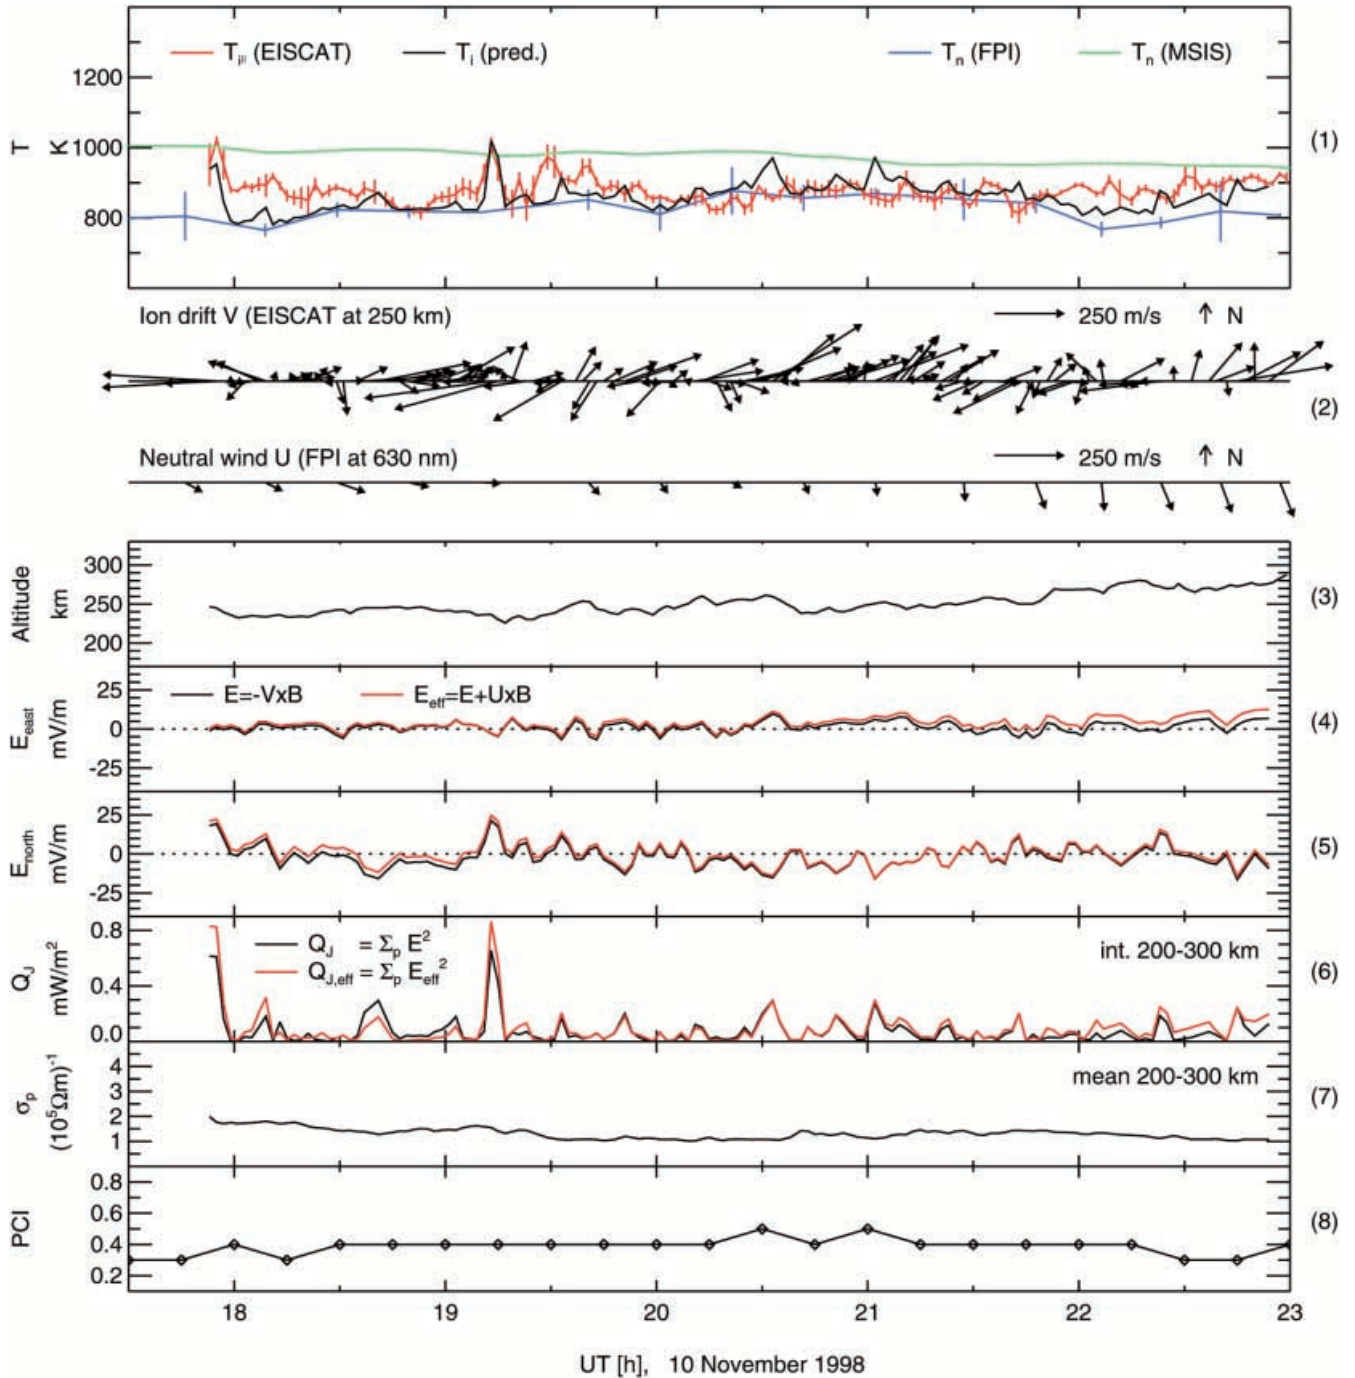 T_i|| (EISCAT) T_i (pred.) T_n (FPI) T_n (MSIS)
1200
1000
800
T K
(1)
Ion drift V (EISCAT at 250 km) 250 m/s N
(2)
Neutral wind U (FPI at 630 nm) 250 m/s N
300
250
200
Altitude
km
(3)
E=-VxB E_eff=E+UxB
25
0
-25
E_east
mV/m
(4)
25
0
-25
E_north
mV/m
(5)
Q_J = Σ_p E²
Q_J,eff = Σ_p E_eff²
int. 200-300 km
0.8
0.4
0.0
Q_J
mW/m²
(6)
mean 200-300 km
4
3
2
1
σ_p
(10⁵Ωm)⁻¹
(7)
0.8
0.6
0.4
0.2
PCI
(8)
18 19 20 21 22 23
UT [h], 10 November 1998